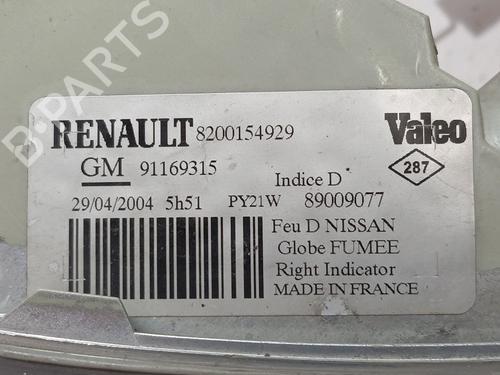 RENAULT 8200154929 Valeo
GM 91169315 287
Indice D
29/04/2004 5h51 PY21W 89009077
Feu D NISSAN
Globe FUMEE
Right Indicator
MADE IN FRANCE
B-PARTS